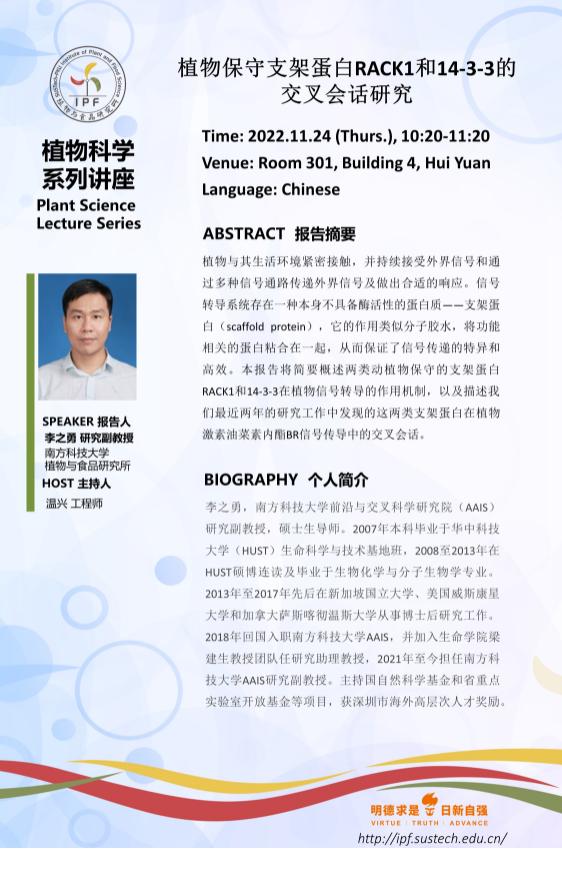 SUSTech-PKU Institute of Plant and Food Science
IPF
植物与食品研究所
植物科学
系列讲座
Plant Science
Lecture Series
植物保守支架蛋白RACK1和14-3-3的
交叉会话研究
Time: 2022.11.24 (Thurs.), 10:20-11:20
Venue: Room 301, Building 4, Hui Yuan
Language: Chinese
ABSTRACT 报告摘要
植物与其生活环境紧密接触，并持续接受外界信号和通
过多种信号通路传递外界信号及做出合适的响应。信号
转导系统存在一种本身不具备酶活性的蛋白质——支架蛋
白（scaffold protein），它的作用类似分子胶水，将功能
相关的蛋白粘合在一起，从而保证了信号传递的特异和
高效。本报告将简要概述两类动植物保守的支架蛋白
RACK1和14-3-3在植物信号转导的作用机制，以及描述我
们最近两年的研究工作中发现的这两类支架蛋白在植物
激素油菜素内酯BR信号传导中的交叉会话。
SPEAKER 报告人
李之勇 研究副教授
南方科技大学
植物与食品研究所
HOST 主持人
温兴 工程师
BIOGRAPHY 个人简介
李之勇，南方科技大学前沿与交叉科学研究院（AAIS）
研究副教授，硕士生导师。2007年本科毕业于华中科技
大学（HUST）生命科学与技术基地班，2008至2013年在
HUST硕博连读及毕业于生物化学与分子生物学专业。
2013年至2017年先后在新加坡国立大学、美国威斯康星
大学和加拿大萨斯喀彻温斯大学从事博士后研究工作。
2018年回国入职南方科技大学AAIS，并加入生命学院梁
建生教授团队任研究助理教授，2021年至今担任南方科
技大学AAIS研究副教授。主持国自然科学基金和省重点
实验室开放基金等项目，获深圳市海外高层次人才奖励。
明德求是 日新自强
VIRTUE TRUTH ADVANCE
http://ipf.sustech.edu.cn/